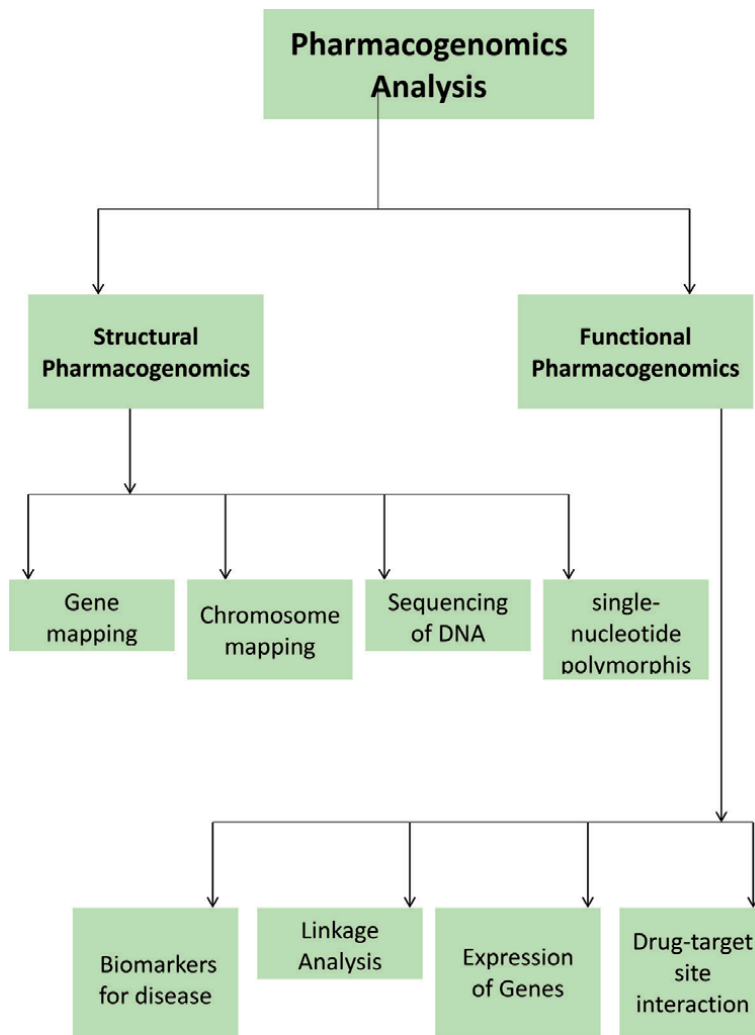 Pharmacogenomics
Analysis
Structural
Pharmacogenomics
Functional
Pharmacogenomics
Gene
mapping
Chromosome
mapping
Sequencing
of DNA
single-
nucleotide
polymorphis
Biomarkers
for disease
Linkage
Analysis
Expression
of Genes
Drug-target
site
interaction